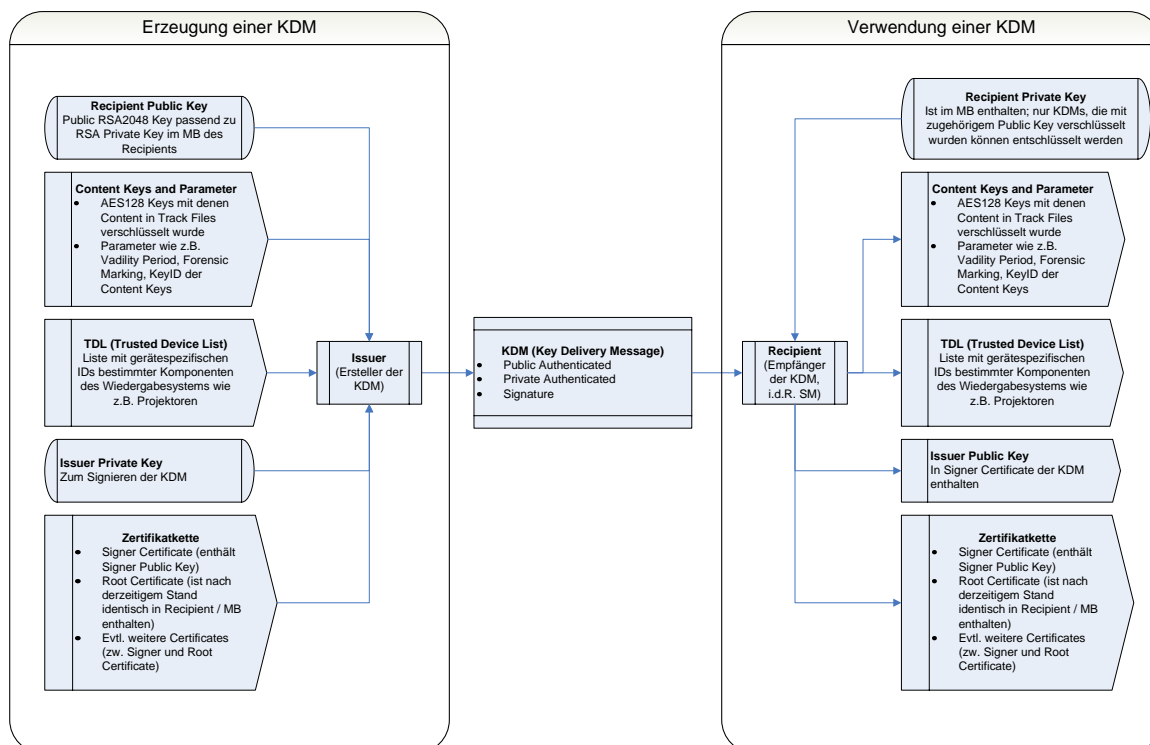 Erzeugung einer KDM
Recipient Public Key
Public RSA2048 Key passend zu
RSA Private Key im MB des
Recipients
Content Keys and Parameter
• AES128 Keys mit denen
Content in Track Files
verschlüsselt wurde
• Parameter wie z.B.
Vadility Period, Forensic
Marking, KeyID der
Content Keys
TDL (Trusted Device List)
Liste mit gerätespezifischen
IDs bestimmter Komponenten
des Wiedergabesystems wie
z.B. Projektoren
Issuer Private Key
Zum Signieren der KDM
Zertifikatkette
• Signer Certificate (enthält
Signer Public Key)
• Root Certificate (ist nach
derzeitigem Stand
identisch in Recipient / MB
enthalten)
• Evtl. weitere Certificates
(zw. Signer und Root
Certificate)
Issuer
(Ersteller der
KDM)
KDM (Key Delivery Message)
• Public Authenticated
• Private Authenticated
• Signature
Verwendung einer KDM
Recipient Private Key
Ist im MB enthalten; nur KDMs, die mit
zugehörigem Public Key verschlüsselt
wurden können entschlüsselt werden
Recipient
(Empfänger
der KDM,
i.d.R. SM)
Content Keys and Parameter
• AES128 Keys mit denen
Content in Track Files
verschlüsselt wurde
• Parameter wie z.B.
Vadility Period, Forensic
Marking, KeyID der
Content Keys
TDL (Trusted Device List)
Liste mit gerätespezifischen
IDs bestimmter Komponenten
des Wiedergabesystems wie
z.B. Projektoren
Issuer Public Key
In Signer Certificate der KDM
enthalten
Zertifikatkette
• Signer Certificate (enthält
Signer Public Key)
• Root Certificate (ist nach
derzeitigem Stand
identisch in Recipient / MB
enthalten)
• Evtl. weitere Certificates
(zw. Signer und Root
Certificate)